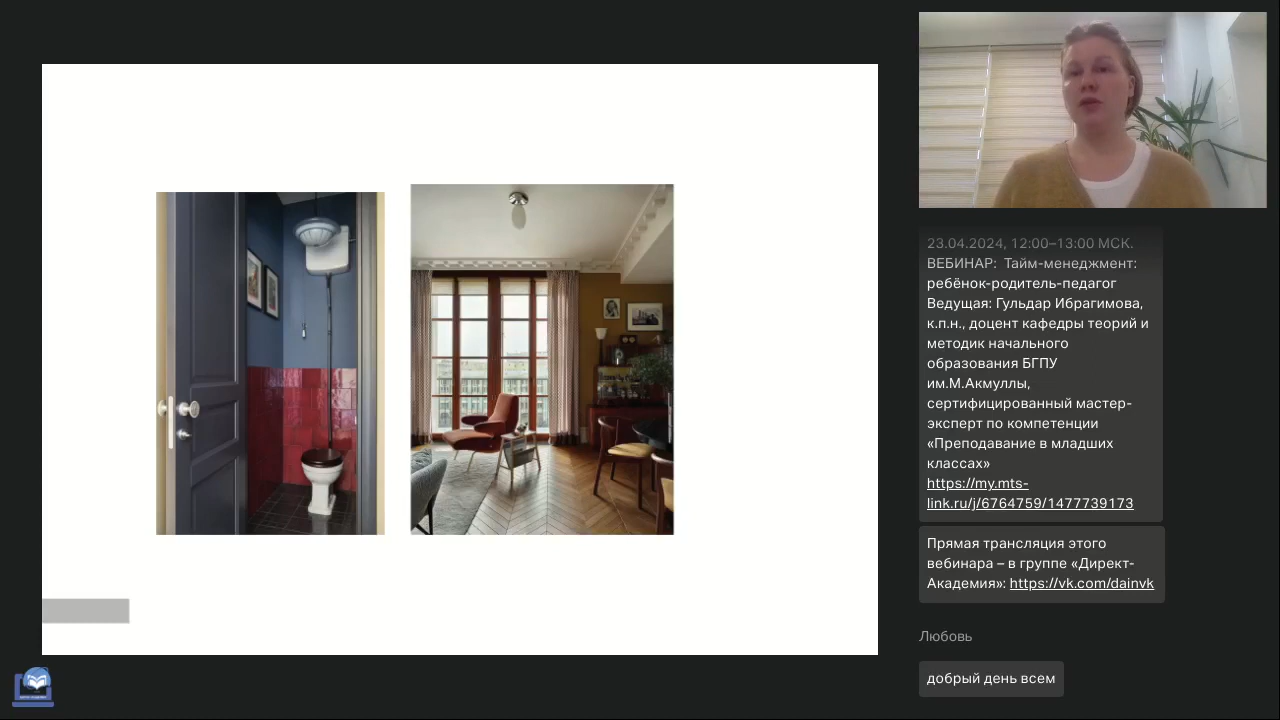 23.04.2024, 12:00–13:00 МСК.
ВЕБИНАР:  Тайм-менеджмент:
ребёнок-родитель-педагог
Ведущая: Гульдар Ибрагимова,
к.п.н., доцент кафедры теорий и
методик начального
образования БГПУ
им.М.Акмуллы,
сертифицированный мастер-
эксперт по компетенции
«Преподавание в младших
классах»
https://my.mts-
link.ru/j/6764759/1477739173
Прямая трансляция этого
вебинара – в группе «Директ-
Академия»: https://vk.com/dainvk
Любовь
добрый день всем